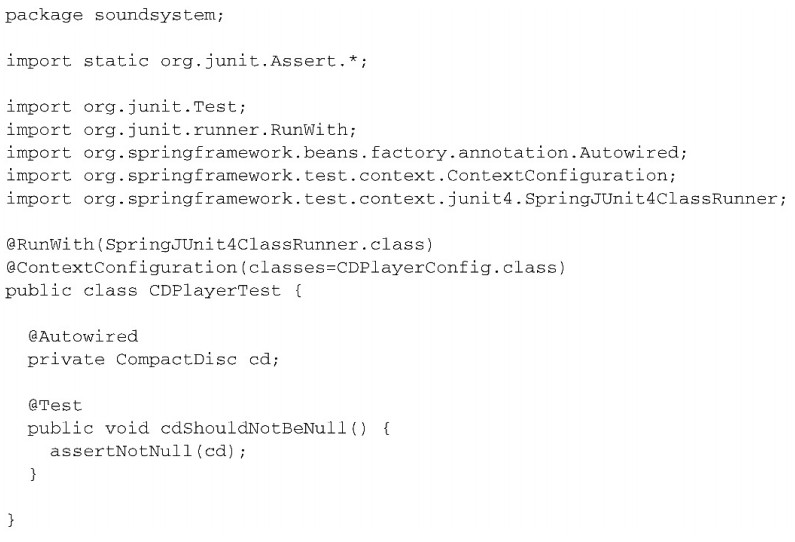 package soundsystem;
import static org.junit.Assert.*;
import org.junit.Test;
import org.junit.runner.RunWith;
import org.springframework.beans.factory.annotation.Autowired;
import org.springframework.test.context.ContextConfiguration;
import org.springframework.test.context.junit4.SpringJUnit4ClassRunner;
@RunWith(SpringJUnit4ClassRunner.class)
@ContextConfiguration(classes=CDPlayerConfig.class)
public class CDPlayerTest {
@Autowired
private CompactDisc cd;
@Test
public void cdShouldNotBeNull() {
assertNotNull(cd);
}
}